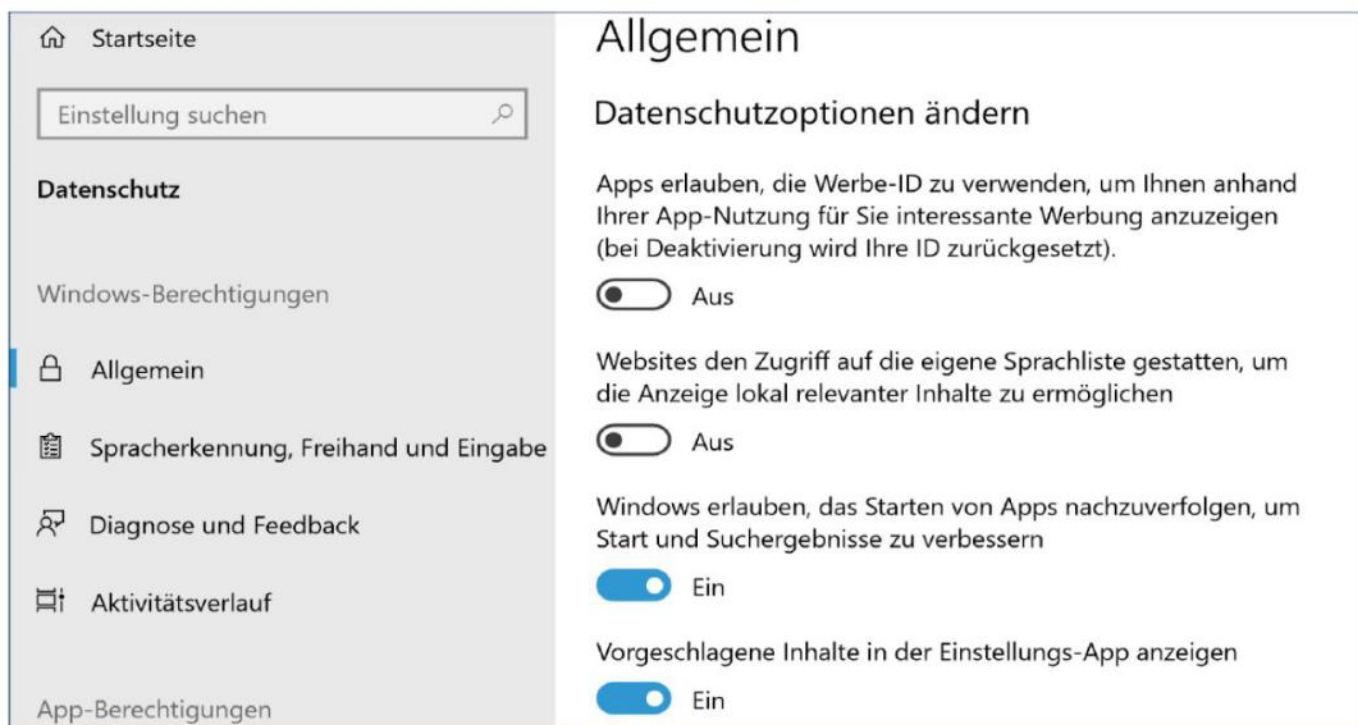 Startseite
Einstellung suchen
Datenschutz
Windows-Berechtigungen
Allgemein
Spracherkennung, Freihand und Eingabe
Diagnose und Feedback
Aktivitätsverlauf
App-Berechtigungen
Allgemein
Datenschutzoptionen ändern
Apps erlauben, die Werbe-ID zu verwenden, um Ihnen anhand
Ihrer App-Nutzung für Sie interessante Werbung anzuzeigen
(bei Deaktivierung wird Ihre ID zurückgesetzt).
Aus
Websites den Zugriff auf die eigene Sprachliste gestatten, um
die Anzeige lokal relevanter Inhalte zu ermöglichen
Aus
Windows erlauben, das Starten von Apps nachzuverfolgen, um
Start und Suchergebnisse zu verbessern
Ein
Vorgeschlagene Inhalte in der Einstellungs-App anzeigen
Ein